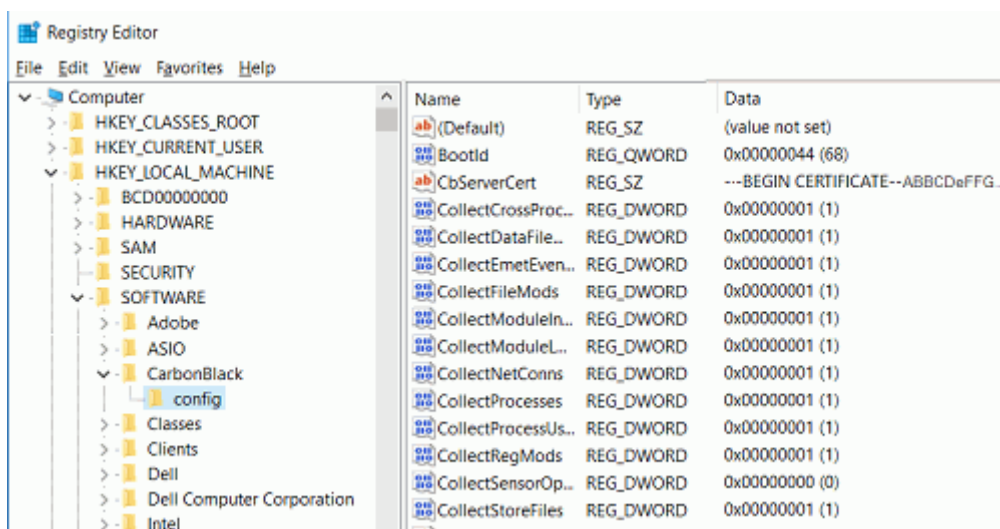 Registry Editor
File Edit View Favorites Help
Computer
HKEY_CLASSES_ROOT
HKEY_CURRENT_USER
HKEY_LOCAL_MACHINE
BCD00000000
HARDWARE
SAM
SECURITY
SOFTWARE
Adobe
ASIO
CarbonBlack
config
Classes
Clients
Dell
Dell Computer Corporation
Intel
Name Type Data
(Default) REG_SZ (value not set)
BootId REG_QWORD 0x00000044 (68)
CbServerCert REG_SZ ---BEGIN CERTIFICATE--ABBCDeFFG...
CollectCrossProc... REG_DWORD 0x00000001 (1)
CollectDataFile... REG_DWORD 0x00000001 (1)
CollectEmetEven... REG_DWORD 0x00000001 (1)
CollectFileMods REG_DWORD 0x00000001 (1)
CollectModuleIn... REG_DWORD 0x00000001 (1)
CollectModuleL... REG_DWORD 0x00000001 (1)
CollectNetConns REG_DWORD 0x00000001 (1)
CollectProcesses REG_DWORD 0x00000001 (1)
CollectProcessUs... REG_DWORD 0x00000001 (1)
CollectRegMods REG_DWORD 0x00000001 (1)
CollectSensorOp... REG_DWORD 0x00000000 (0)
CollectStoreFiles REG_DWORD 0x00000001 (1)